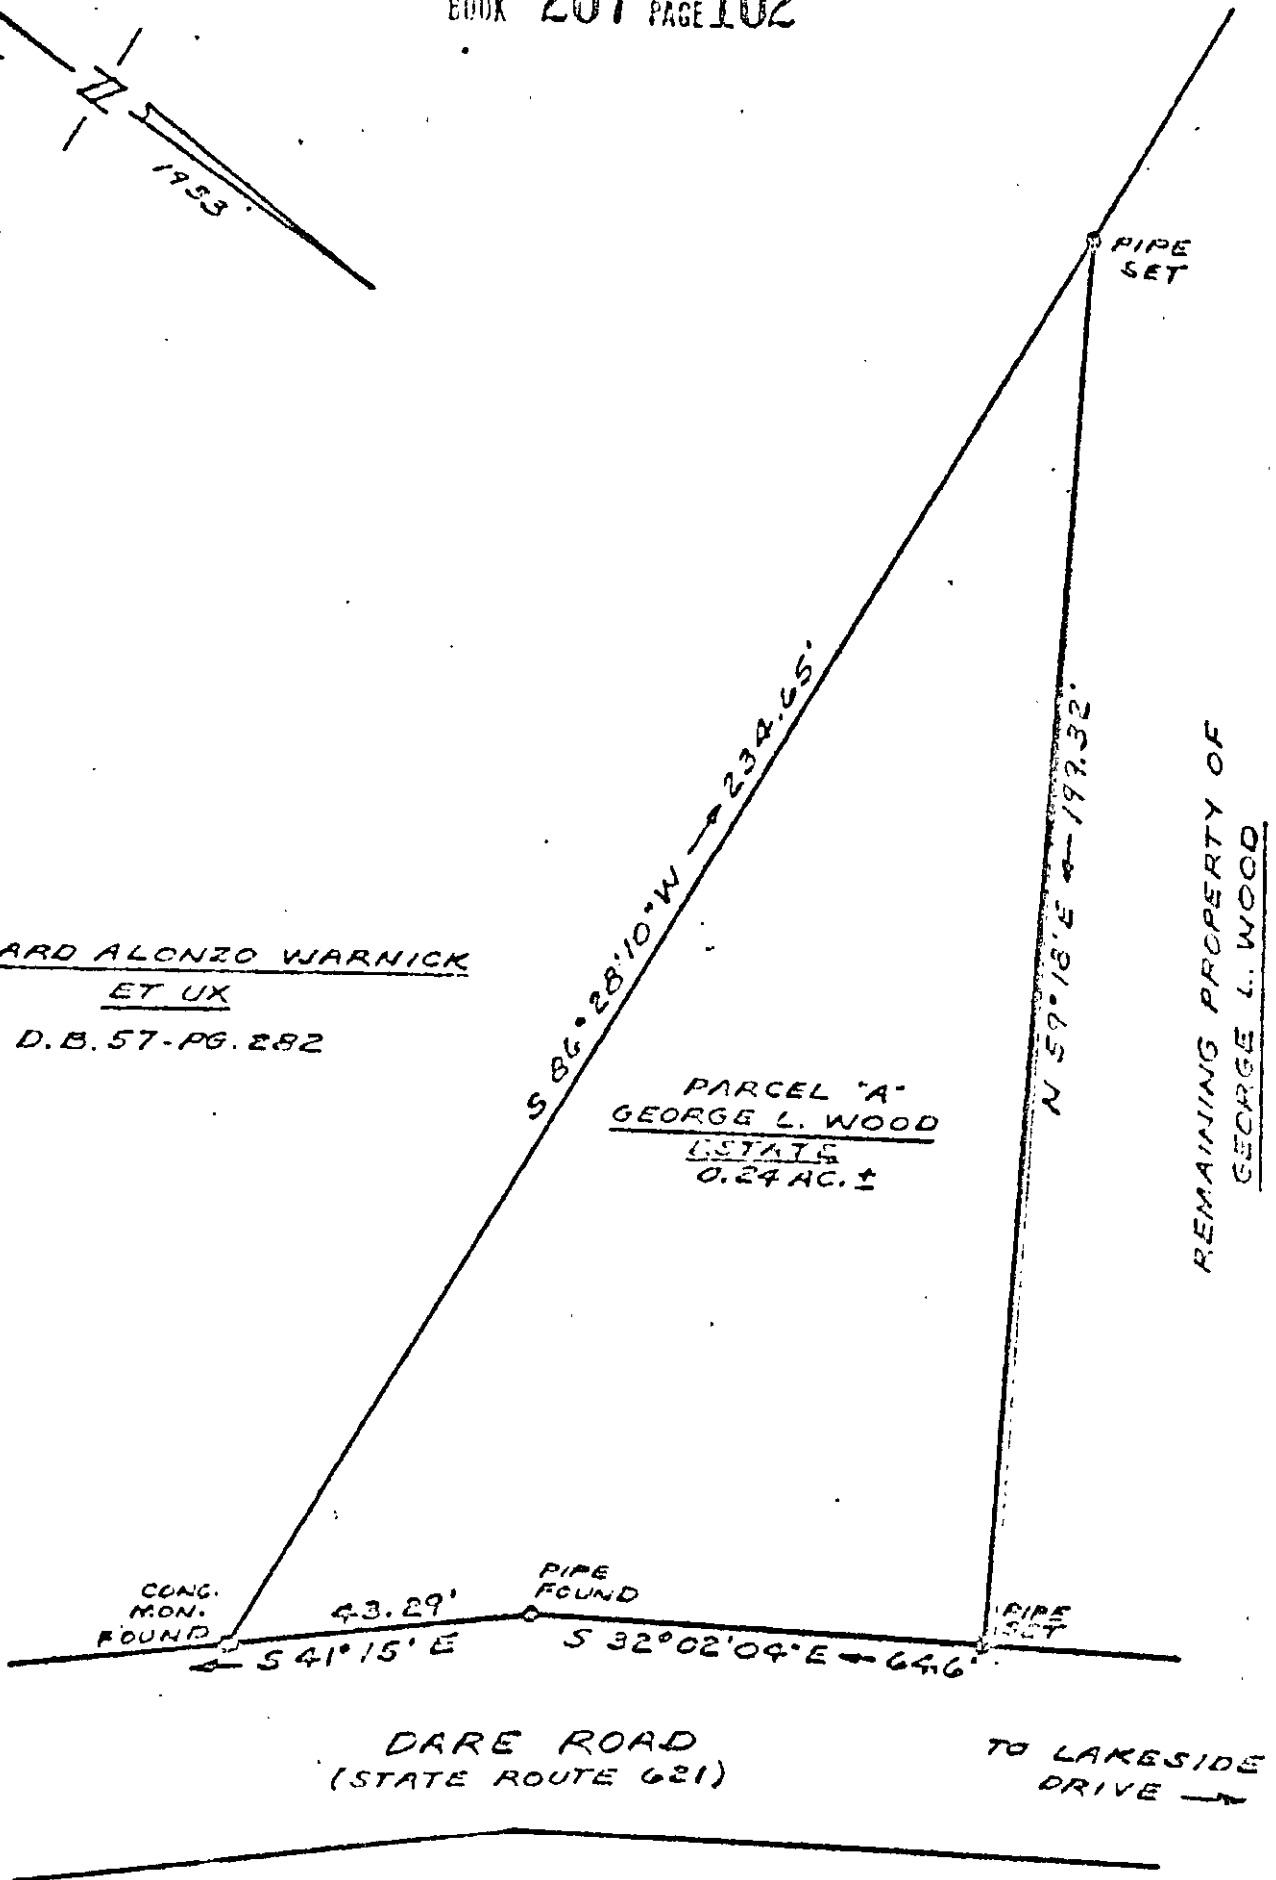 BOOK
PAGE 102
N
PIPE
SET
S 86°28'10"W → 234.65'
N 59°18'E ← 199.32'
REMAINING PROPERTY OF
GEORGE L. WOOD
ARD ALONZO WARNICK
ET UX
D.B. 57-PG. 282
PARCEL "A"
GEORGE L. WOOD
ESTATE
0.24 AC. ±
CONC.
MON.
FOUND
43.29'
PIPE
FOUND
PIPE
SET
← S 41°15' E
S 32°02'04"E ← 64.6'
DARE ROAD
(STATE ROUTE 621)
TO LAKESIDE
DRIVE →